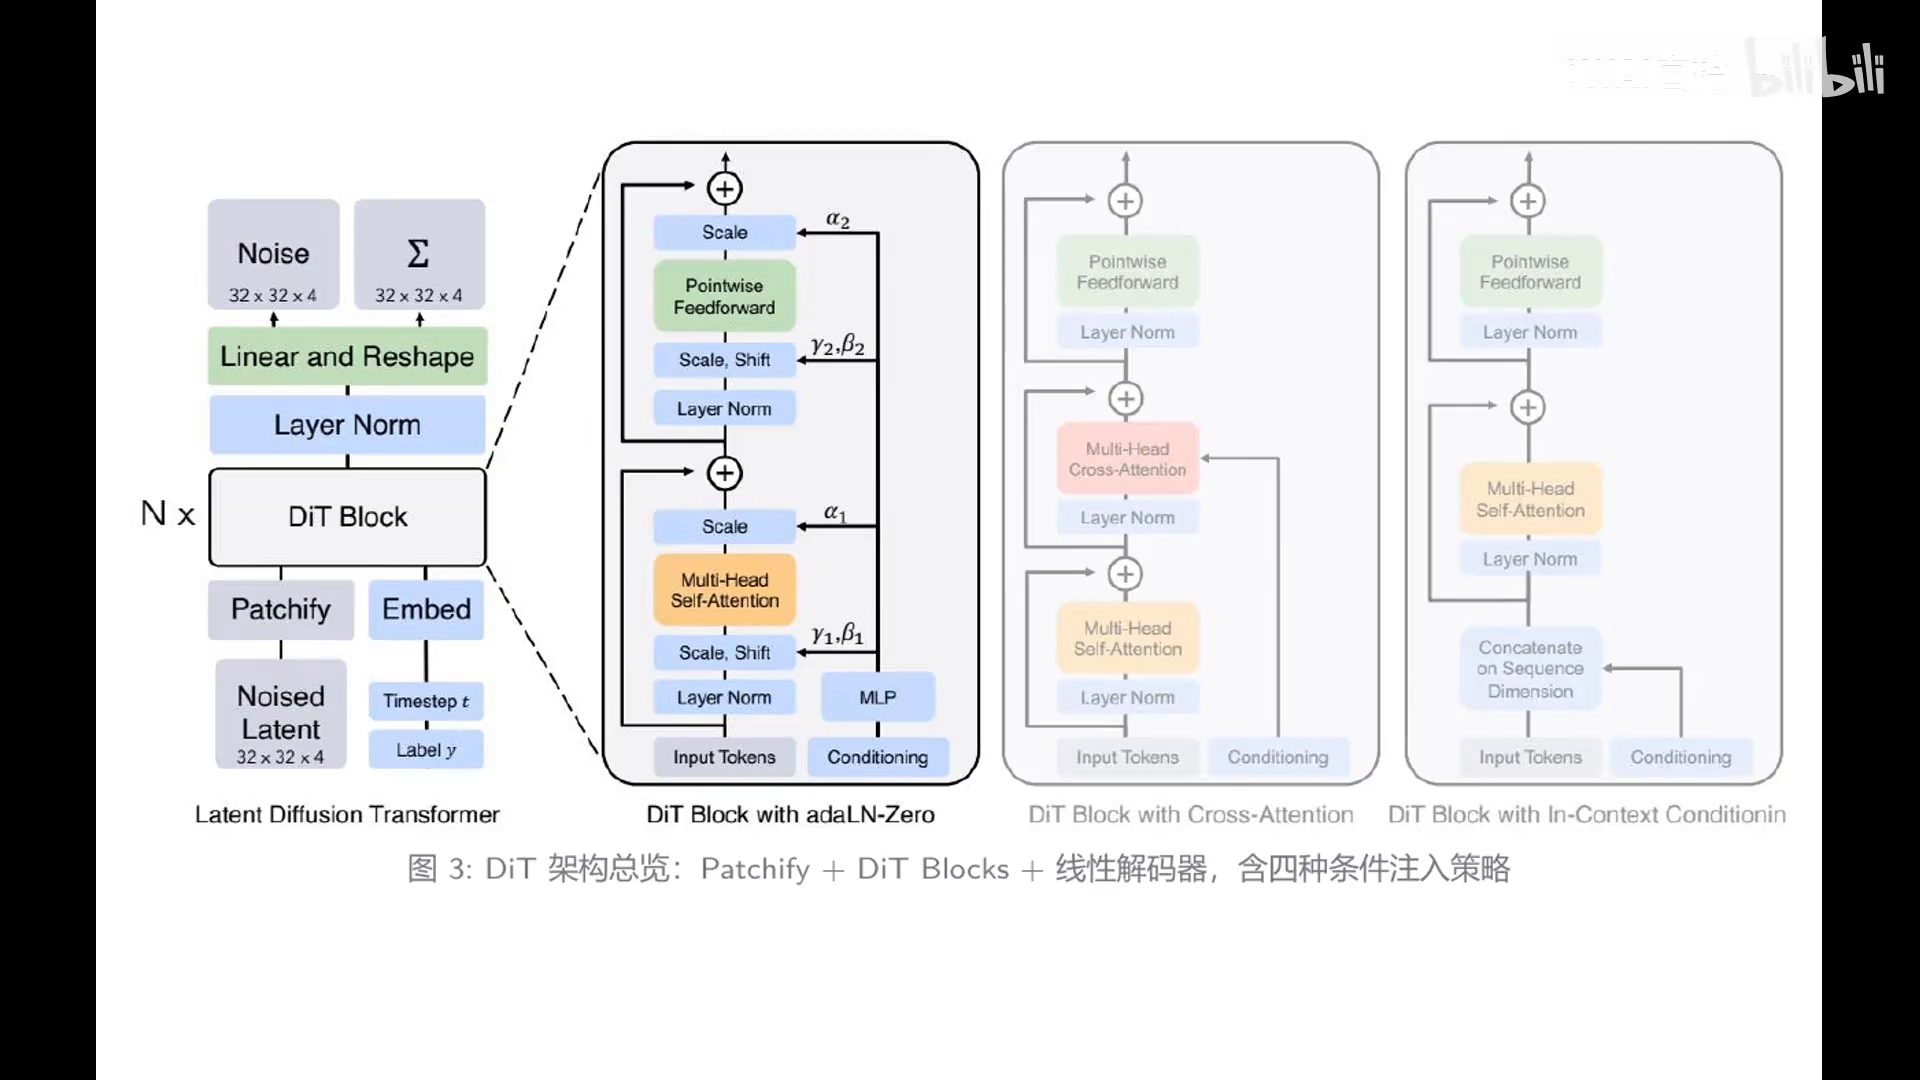 bilibili
Noise
32 x 32 x 4
Σ
32 x 32 x 4
Linear and Reshape
Layer Norm
N x
DiT Block
Patchify
Embed
Noised
Latent
32 x 32 x 4
Timestep t
Label y
Latent Diffusion Transformer
+
Scale
α₂
Pointwise
Feedforward
Scale, Shift
γ₂,β₂
Layer Norm
+
Scale
α₁
Multi-Head
Self-Attention
Scale, Shift
γ₁,β₁
Layer Norm
MLP
Input Tokens
Conditioning
DiT Block with adaLN-Zero
+
Pointwise
Feedforward
Layer Norm
+
Multi-Head
Cross-Attention
Layer Norm
+
Multi-Head
Self-Attention
Layer Norm
Input Tokens
Conditioning
DiT Block with Cross-Attention
+
Pointwise
Feedforward
Layer Norm
+
Multi-Head
Self-Attention
Layer Norm
Concatenate
on Sequence
Dimension
Input Tokens
Conditioning
DiT Block with In-Context Conditionin
图 3: DiT 架构总览：Patchify + DiT Blocks + 线性解码器，含四种条件注入策略